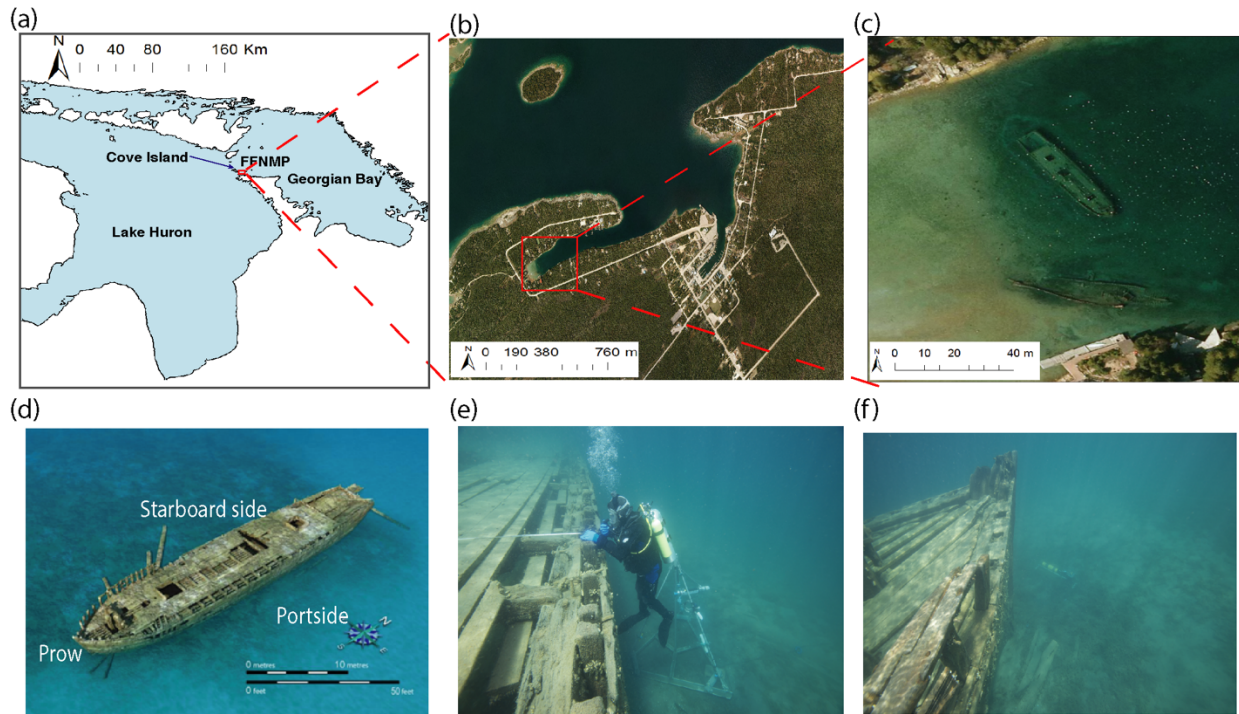 (a)
N
0 40 80 160 Km
Cove Island
FFNMP
Georgian Bay
Lake Huron
(b)
N
0 190 380 760 m
(c)
N
0 10 20 40 m
(d)
Starboard side
Portside
N
Prow
0 metres 10 metres
0 feet 50 feet
(e)
(f)